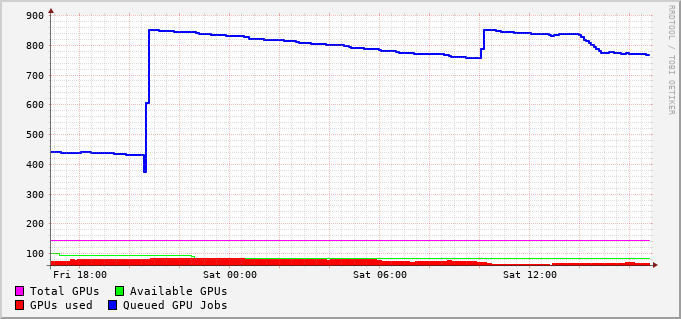 900
800
700
600
500
400
300
200
100
Fri 18:00 Sat 00:00 Sat 06:00 Sat 12:00
Total GPUs Available GPUs
GPUs used Queued GPU Jobs
RRDTOOL / TOBI OETIKER